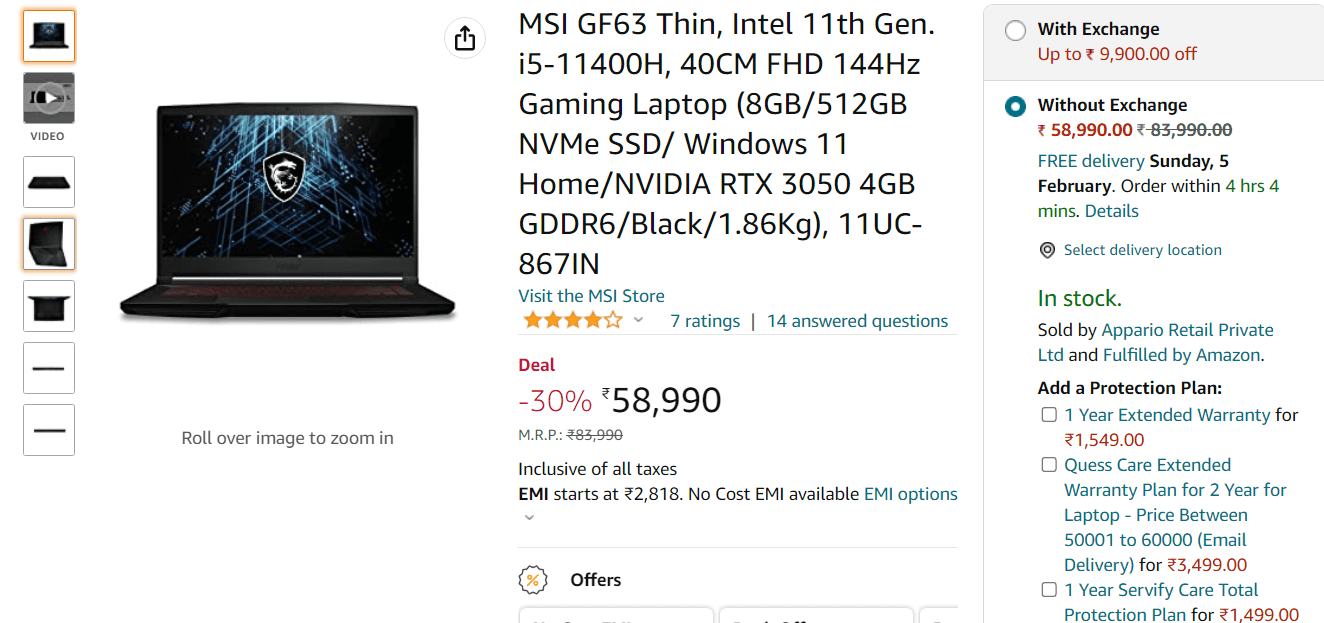 VIDEO
Roll over image to zoom in
MSI GF63 Thin, Intel 11th Gen.
i5-11400H, 40CM FHD 144Hz
Gaming Laptop (8GB/512GB
NVMe SSD/ Windows 11
Home/NVIDIA RTX 3050 4GB
GDDR6/Black/1.86Kg), 11UC-
867IN
Visit the MSI Store
7 ratings | 14 answered questions
Deal
-30% ₹58,990
M.R.P.: ₹83,990
Inclusive of all taxes
EMI starts at ₹2,818. No Cost EMI available EMI options
% Offers
With Exchange
Up to ₹ 9,900.00 off
Without Exchange
₹ 58,990.00 ₹ 83,990.00
FREE delivery Sunday, 5
February. Order within 4 hrs 4
mins. Details
Select delivery location
In stock.
Sold by Appario Retail Private
Ltd and Fulfilled by Amazon.
Add a Protection Plan:
1 Year Extended Warranty for
₹1,549.00
Quess Care Extended
Warranty Plan for 2 Year for
Laptop - Price Between
50001 to 60000 (Email
Delivery) for ₹3,499.00
1 Year Servify Care Total
Protection Plan for ₹1,499.00